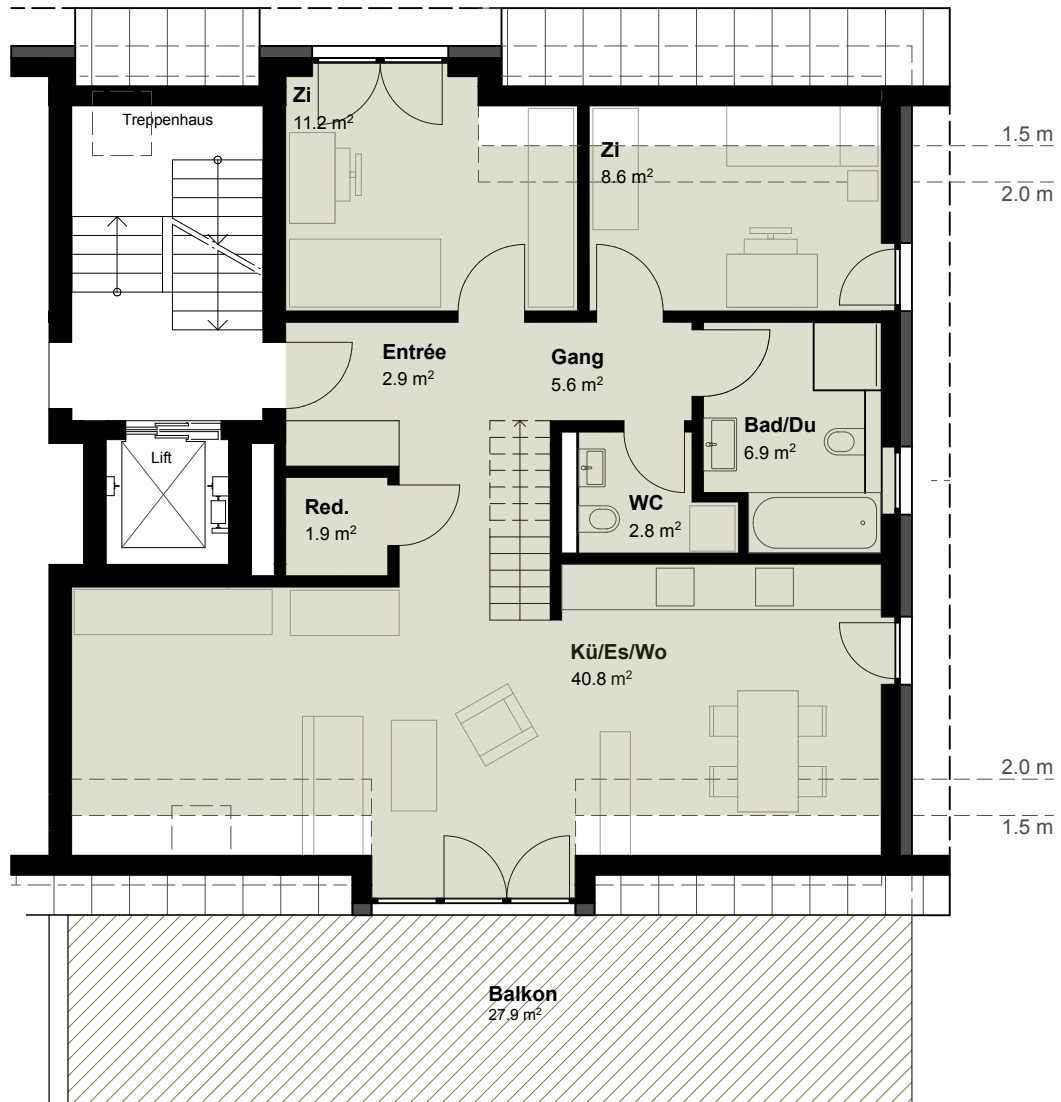 Zi
11.2 m²
Treppenhaus
1.5 m
Zi
8.6 m²
2.0 m
Entrée
2.9 m²
Gang
5.6 m²
Bad/Du
6.9 m²
Lift
Red.
1.9 m²
WC
2.8 m²
Kü/Es/Wo
40.8 m²
2.0 m
1.5 m
Balkon
27.9 m²